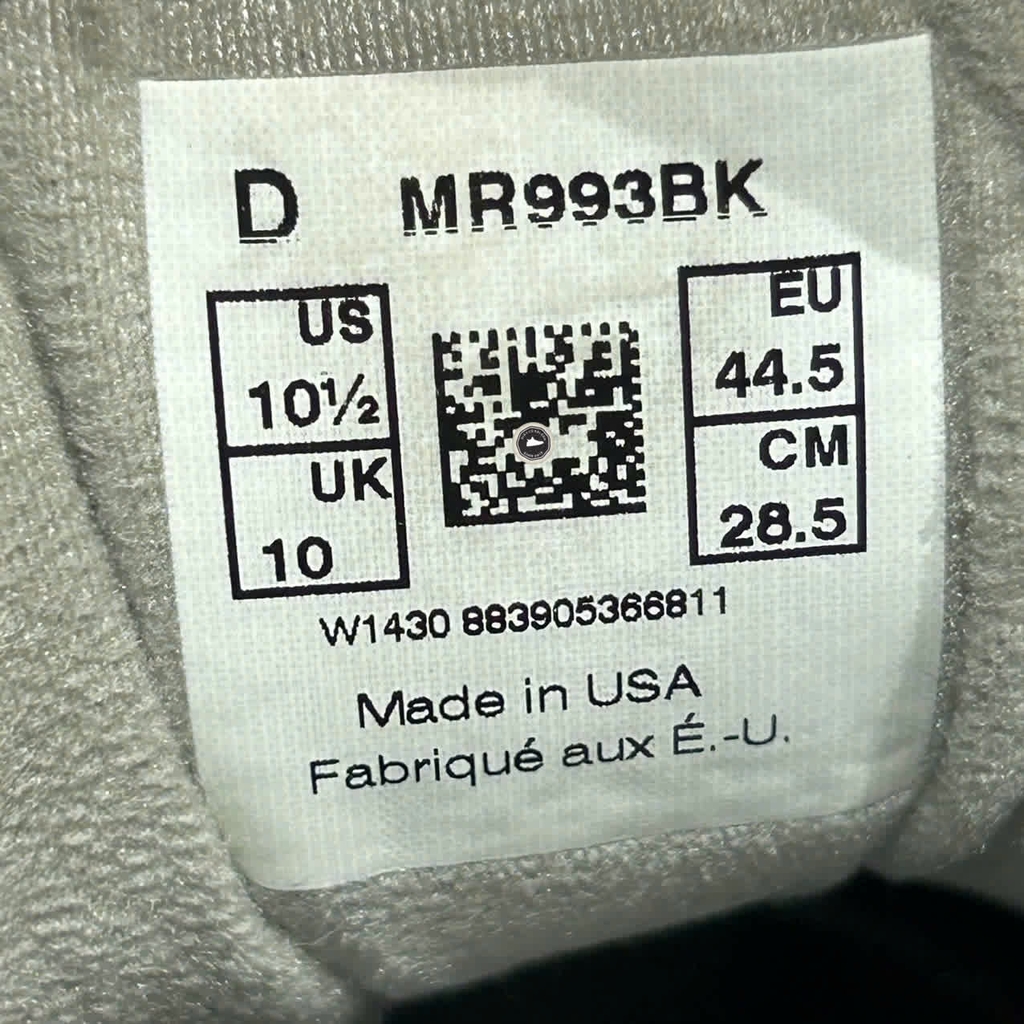 D MR993BK
US
10½
UK
10
EU
44.5
CM
28.5
W1430 883905366811
Made in USA
Fabriqué aux É.-U.